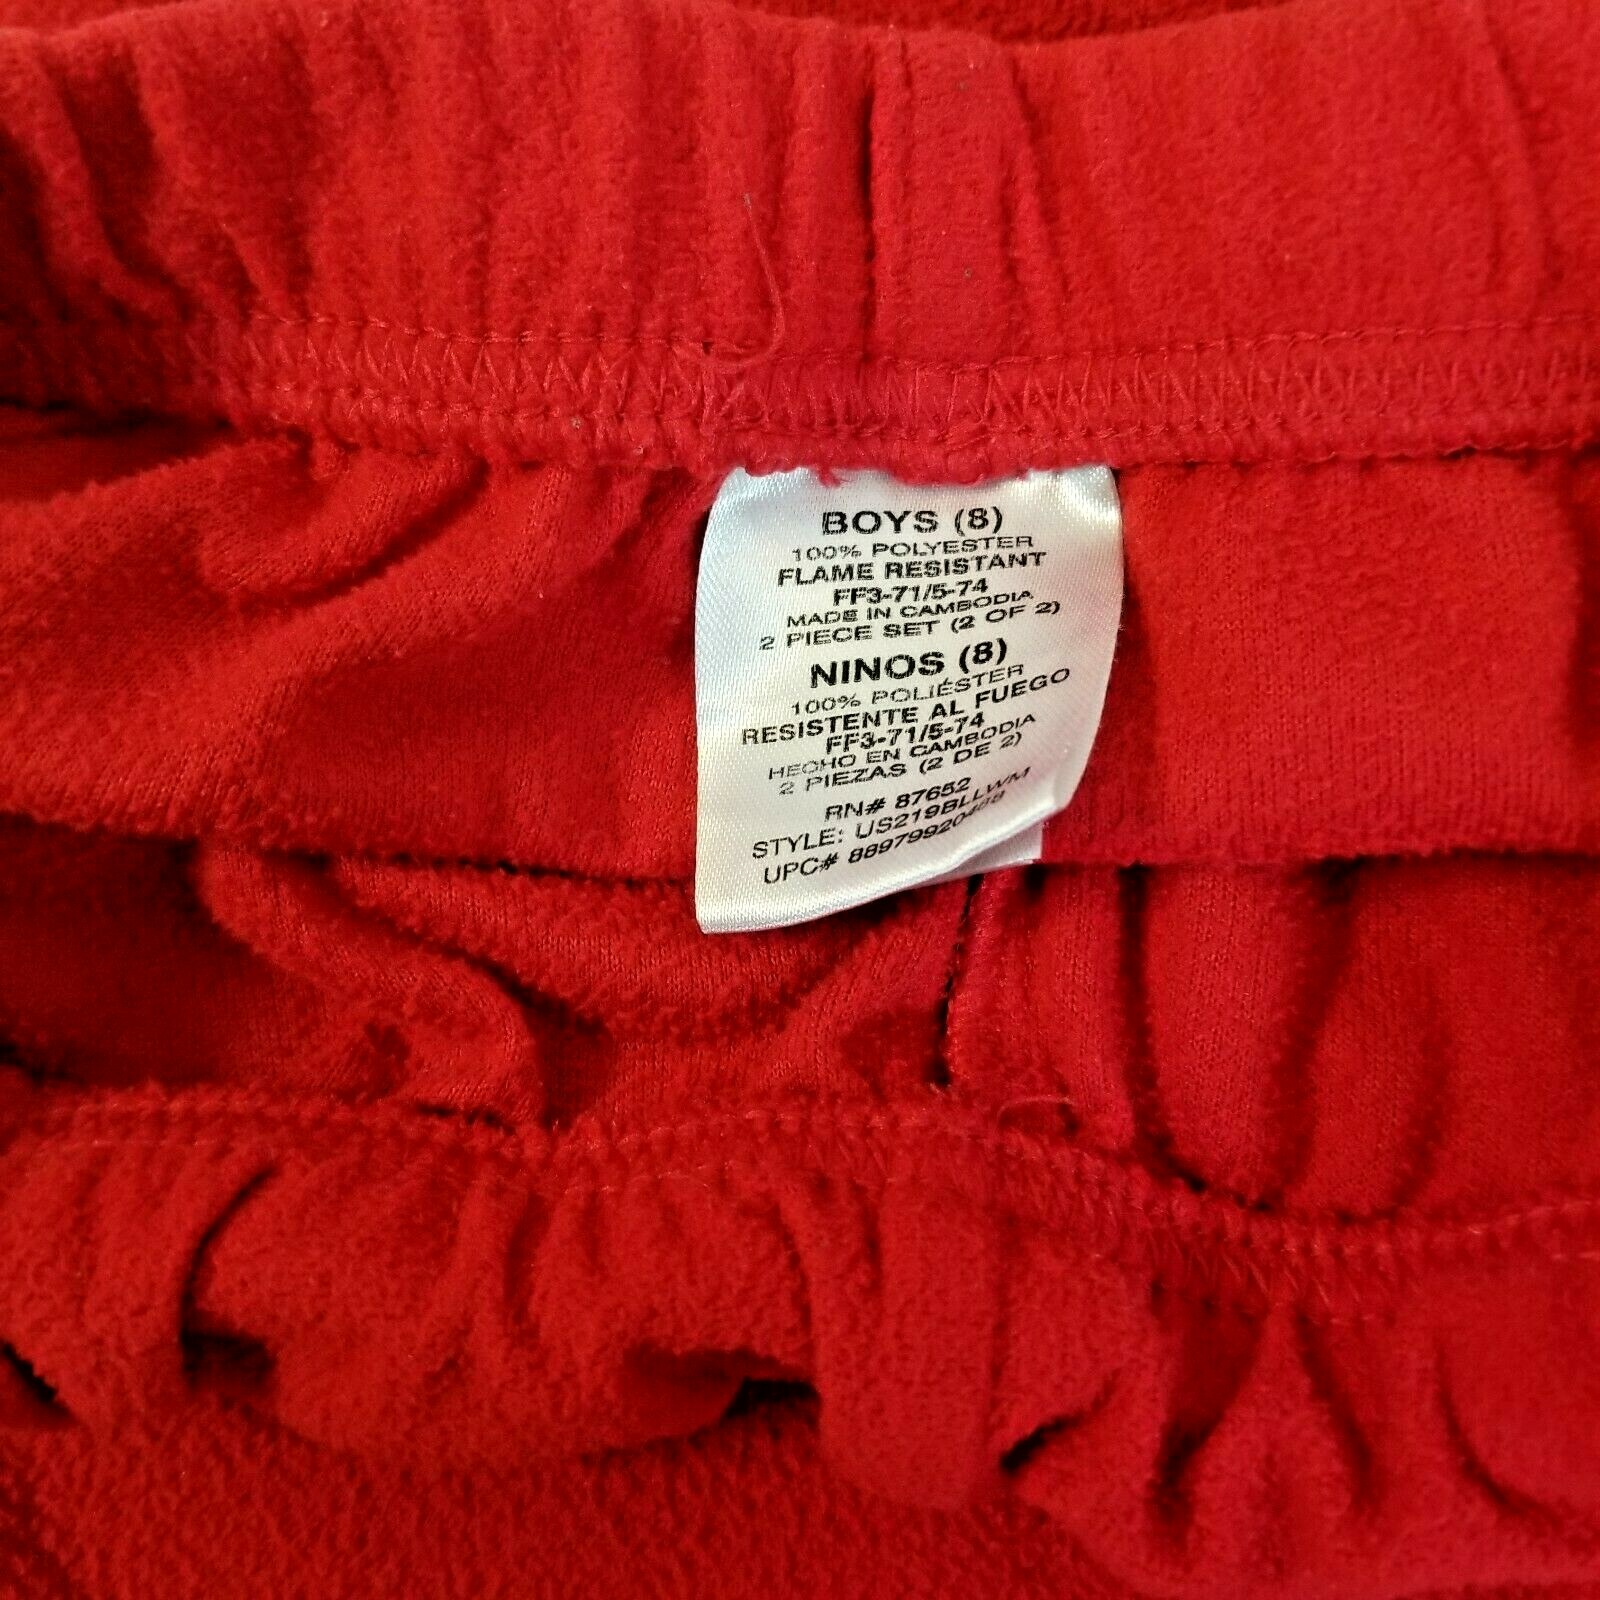 BOYS (8)
100% POLYESTER
FLAME RESISTANT
FF3-71/5-74
MADE IN CAMBODIA
2 PIECE SET (2 OF 2)
NINOS (8)
100% POLIÉSTER
RESISTENTE AL FUEGO
FF3-71/5-74
HECHO EN CAMBODIA
2 PIEZAS (2 DE 2)
RN# 87652
STYLE: US219BLLWM
UPC#